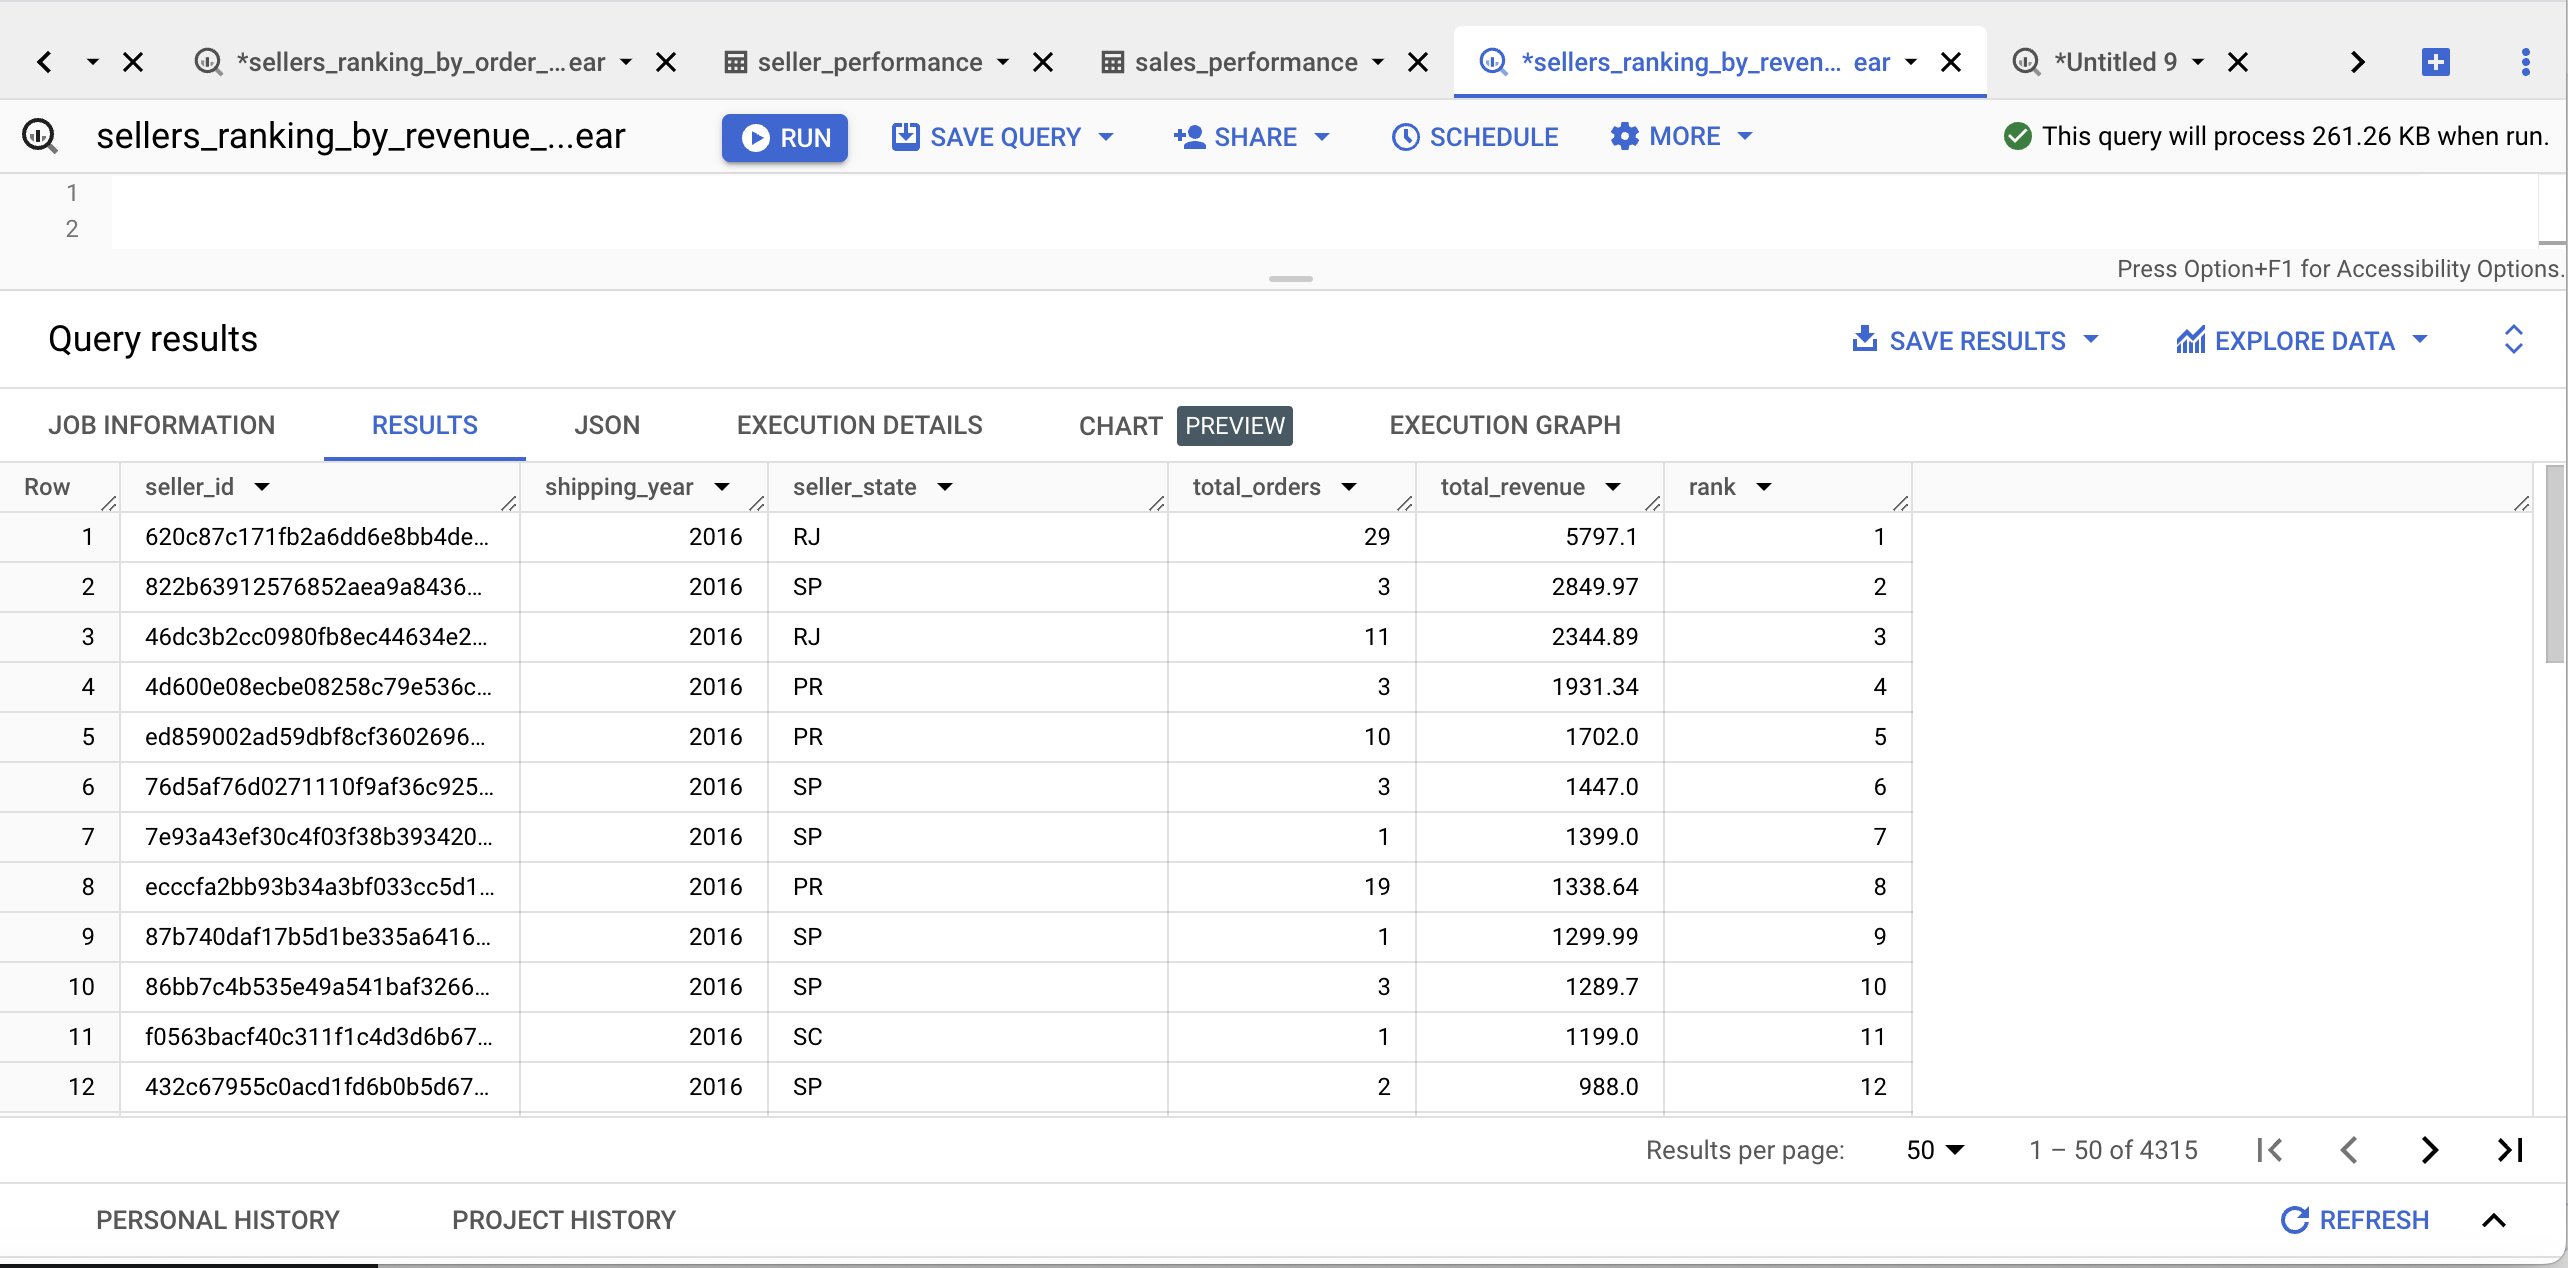 *sellers_ranking_by_order_...ear seller_performance sales_performance *sellers_ranking_by_reven... ear *Untitled 9
sellers_ranking_by_revenue_...ear RUN SAVE QUERY SHARE SCHEDULE MORE This query will process 261.26 KB when run.
1
2
Press Option+F1 for Accessibility Options.
Query results SAVE RESULTS EXPLORE DATA
JOB INFORMATION RESULTS JSON EXECUTION DETAILS CHART PREVIEW EXECUTION GRAPH
Row seller_id shipping_year seller_state total_orders total_revenue rank
1 620c87c171fb2a6dd6e8bb4de... 2016 RJ 29 5797.1 1
2 822b63912576852aea9a8436... 2016 SP 3 2849.97 2
3 46dc3b2cc0980fb8ec44634e2... 2016 RJ 11 2344.89 3
4 4d600e08ecbe08258c79e536c... 2016 PR 3 1931.34 4
5 ed859002ad59dbf8cf3602696... 2016 PR 10 1702.0 5
6 76d5af76d0271110f9af36c925... 2016 SP 3 1447.0 6
7 7e93a43ef30c4f03f38b393420... 2016 SP 1 1399.0 7
8 ecccfa2bb93b34a3bf033cc5d1... 2016 PR 19 1338.64 8
9 87b740daf17b5d1be335a6416... 2016 SP 1 1299.99 9
10 86bb7c4b535e49a541baf3266... 2016 SP 3 1289.7 10
11 f0563bacf40c311f1c4d3d6b67... 2016 SC 1 1199.0 11
12 432c67955c0acd1fd6b0b5d67... 2016 SP 2 988.0 12
Results per page: 50 1 – 50 of 4315
PERSONAL HISTORY PROJECT HISTORY REFRESH